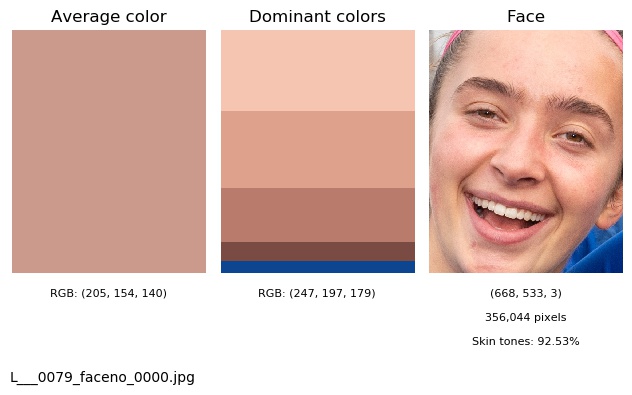 Average color
Dominant colors
Face
RGB: (205, 154, 140)
RGB: (247, 197, 179)
(668, 533, 3)
356,044 pixels
Skin tones: 92.53%
L___0079_faceno_0000.jpg